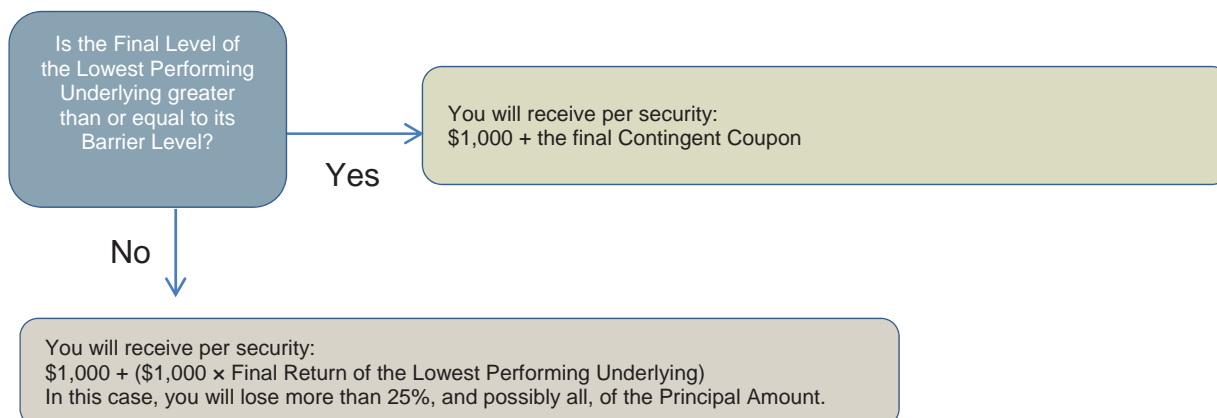 Is the Final Level of
the Lowest Performing
Underlying greater
than or equal to its
Barrier Level?
You will receive per security:
$1,000 + the final Contingent Coupon
Yes
No
You will receive per security:
$1,000 + ($1,000 × Final Return of the Lowest Performing Underlying)
In this case, you will lose more than 25%, and possibly all, of the Principal Amount.